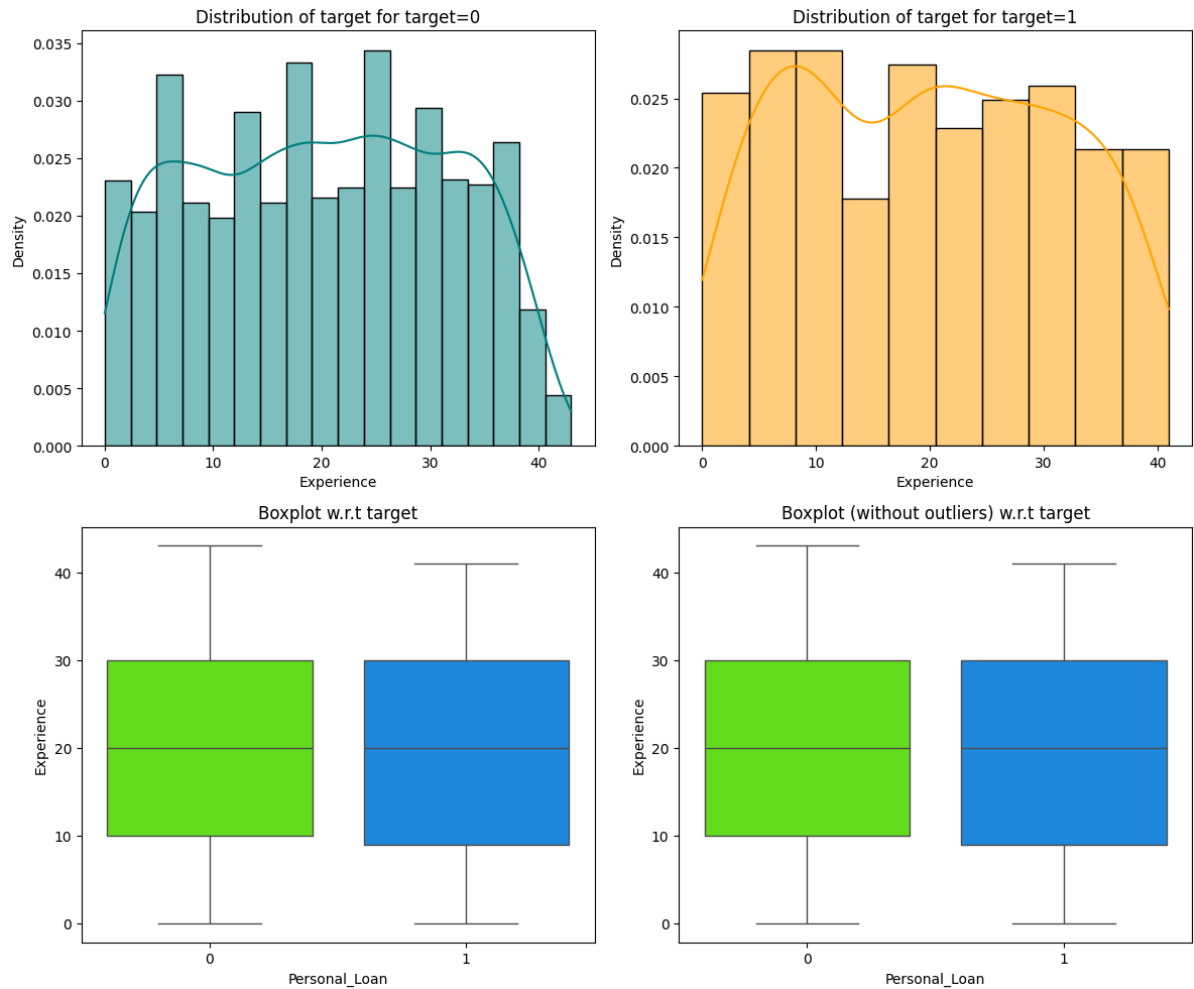 Distribution of target for target=0
Density
0.035
0.030
0.025
0.020
0.015
0.010
0.005
0.000
0 10 20 30 40
Experience
Distribution of target for target=1
Density
0.025
0.020
0.015
0.010
0.005
0.000
0 10 20 30 40
Experience
Boxplot w.r.t target
Experience
40
30
20
10
0
0 1
Personal_Loan
Boxplot (without outliers) w.r.t target
Experience
40
30
20
10
0
0 1
Personal_Loan